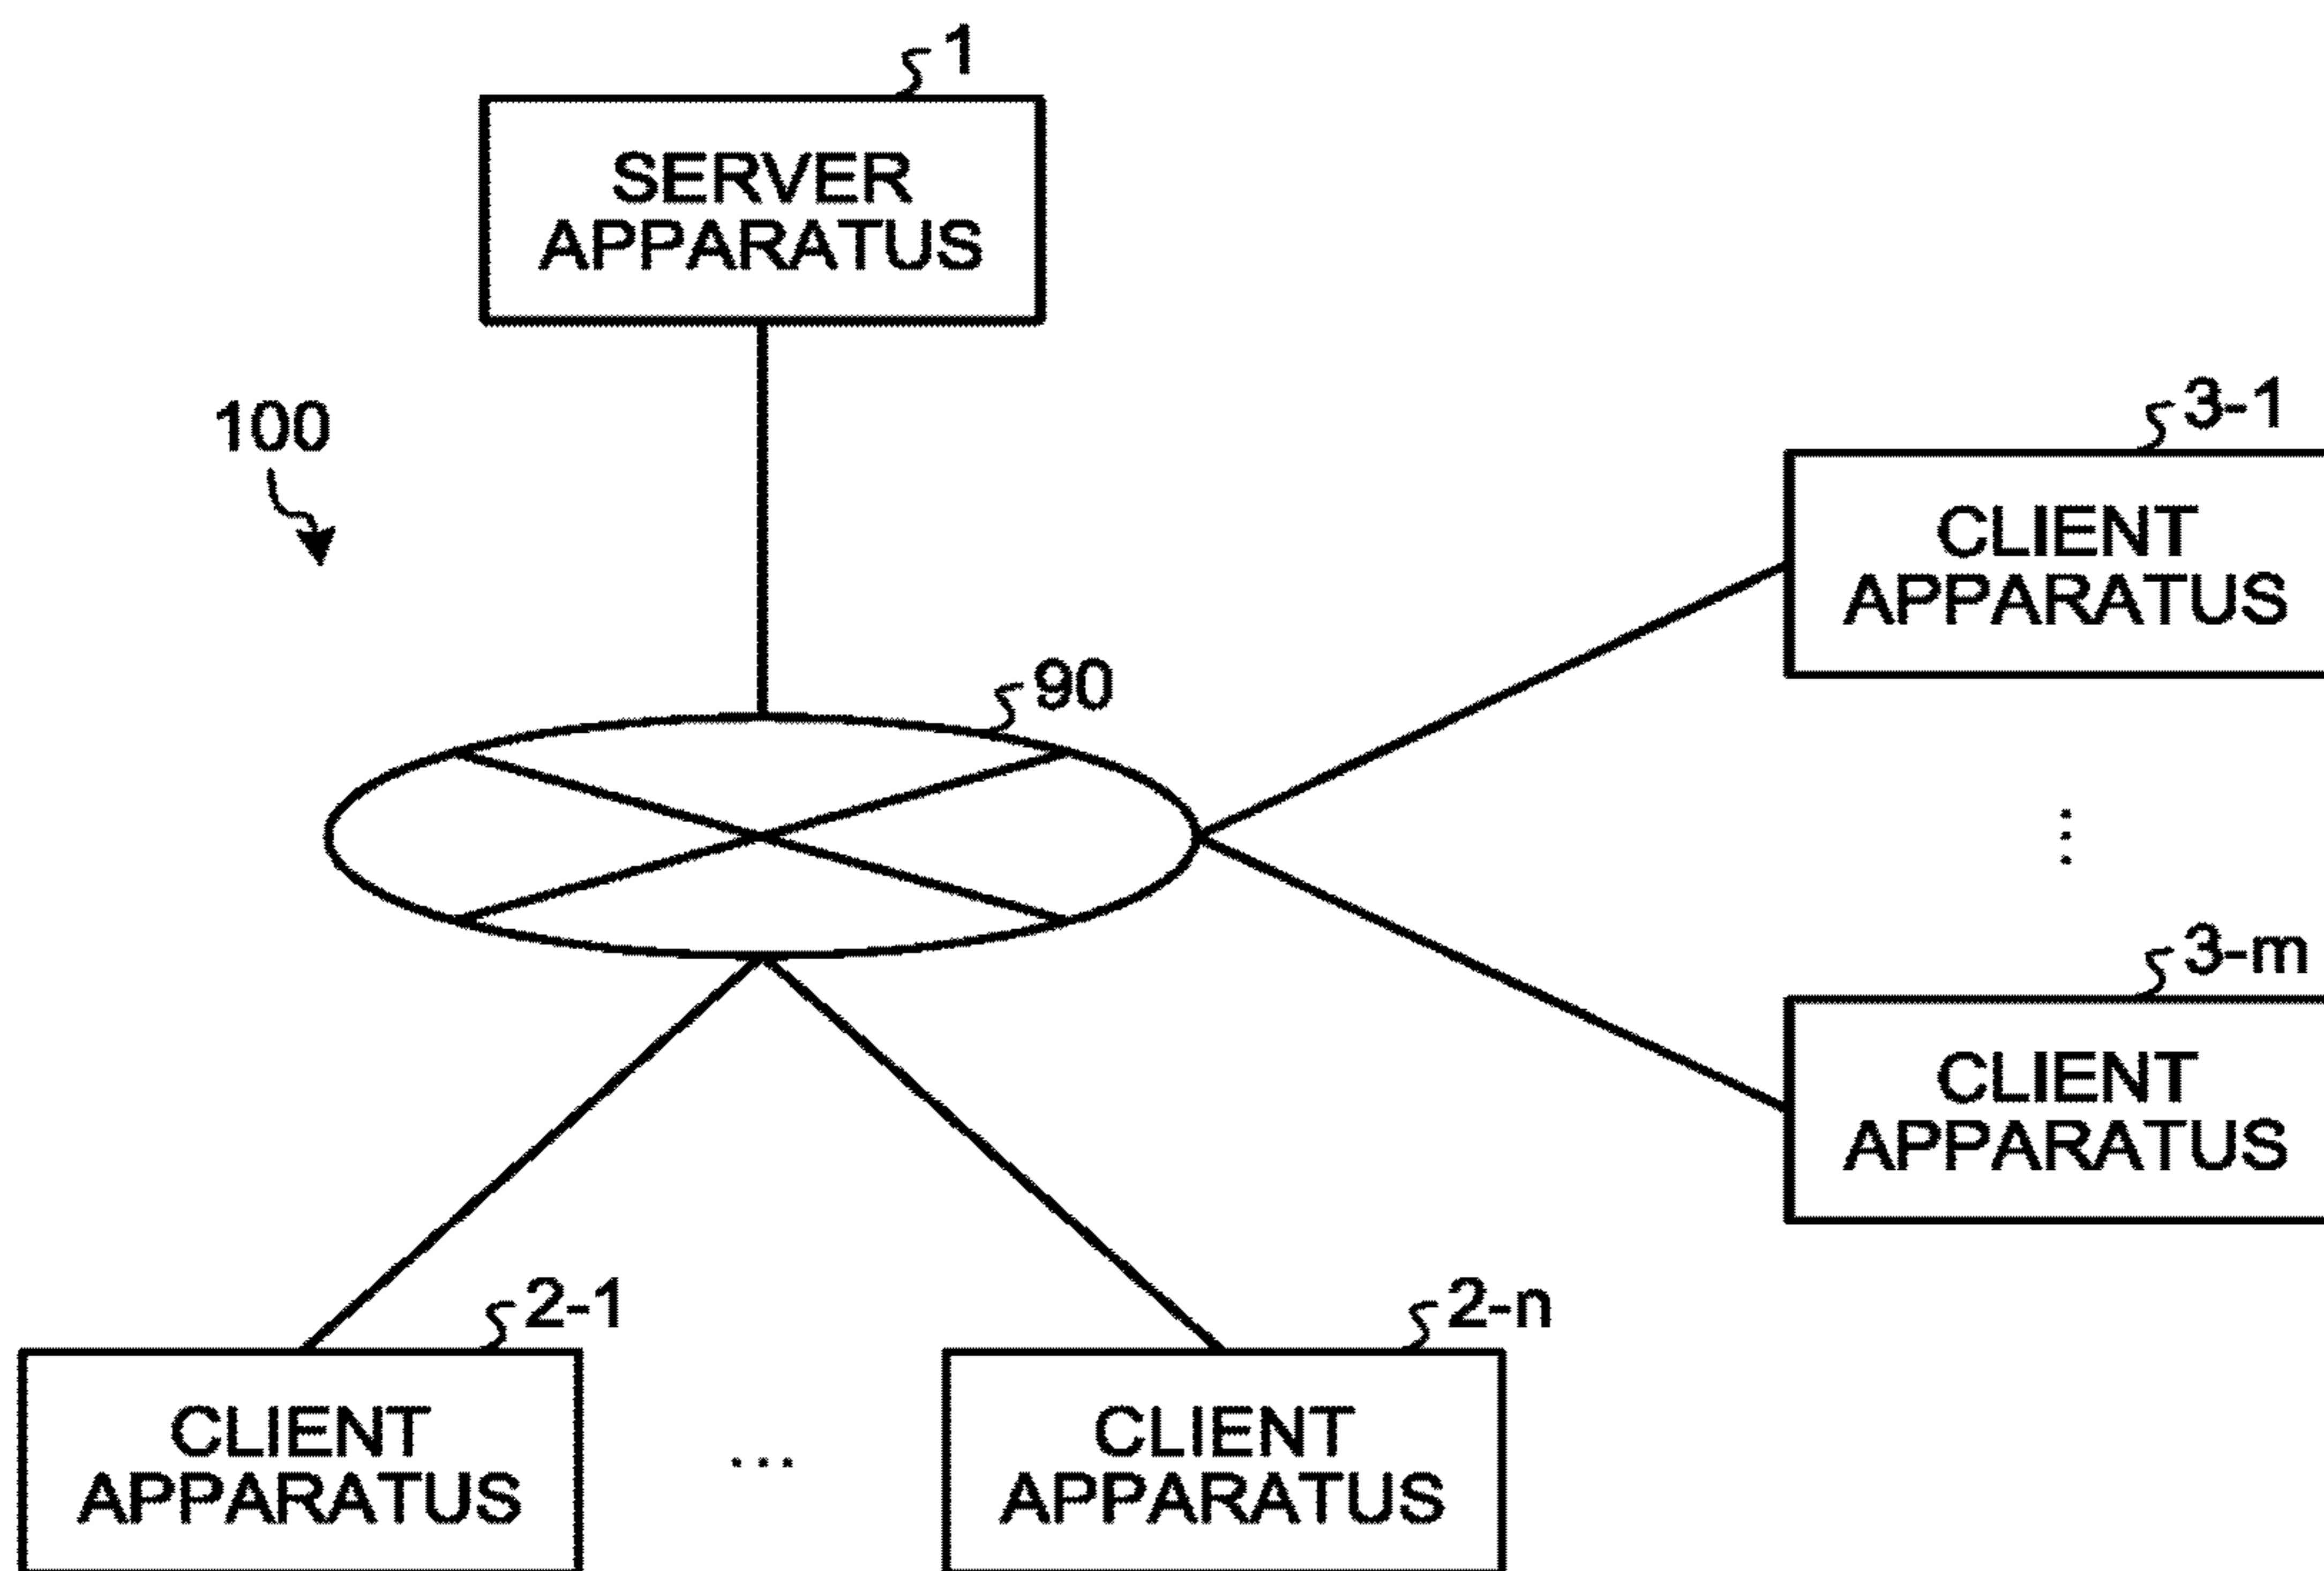 1
SERVER
APPARATUS
100
3-1
CLIENT
APPARATUS
90
⋮
3-m
CLIENT
APPARATUS
2-1
CLIENT
APPARATUS
...
2-n
CLIENT
APPARATUS